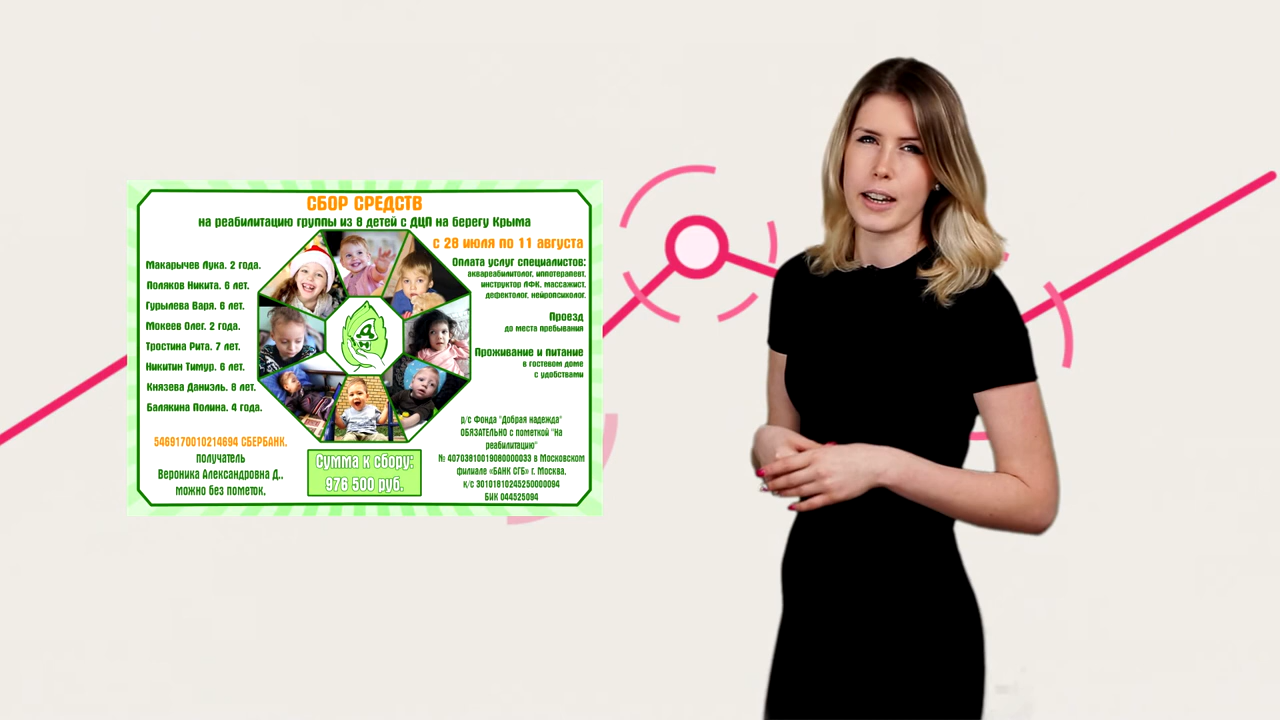 СБОР СРЕДСТВ
на реабилитацию группы из 8 детей с ДЦП на берегу Крыма
с 28 июля по 11 августа
Макарычев Лука. 2 года.
Поляков Никита. 6 лет.
Гурылева Варя. 6 лет.
Мокеев Олег. 2 года.
Тростина Рита. 7 лет.
Никитин Тимур. 6 лет.
Князева Даниэль. 8 лет.
Балякина Полина. 4 года.
Оплата услуг специалистов:
аквареабилитолог, иппотерапевт,
инструктор ЛФК, массажист,
дефектолог, нейропсихолог.
Проезд
до места пребывания
Проживание и питание
в гостевом доме
с удобствами
Д
5469170010214694 СБЕРБАНК,
получатель
Вероника Александровна Д.,
можно без пометок,
Сумма к сбору:
976 500 руб.
р/с Фонда "Добрая надежда"
ОБЯЗАТЕЛЬНО с пометкой "На
реабилитацию"
№ 40703810019080000033 в Московском
филиале «БАНК СГБ» г. Москва,
к/с 30101810245250000094
БИК 044525094